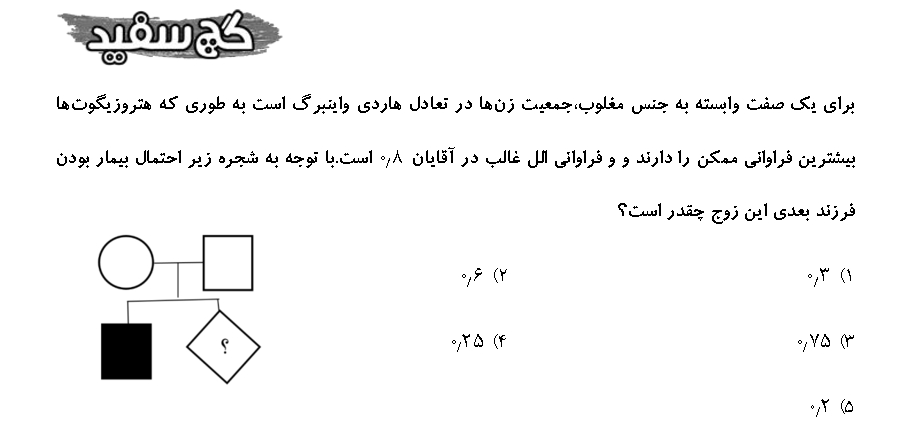 گچ سفید
برای یک صفت وابسته به جنس مغلوب،جمعیت زن‌ها در تعادل هاردی واینبرگ است به طوری که هتروزیگوت‌ها
بیشترین فراوانی ممکن را دارند و و فراوانی الل غالب در آقایان ۰٫۸ است.با توجه به شجره زیر احتمال بیمار بودن
فرزند بعدی این زوج چقدر است؟
۱) ۰٫۳ ۲) ۰٫۶
۳) ۰٫۷۵ ۴) ۰٫۲۵
۵) ۰٫۲
؟